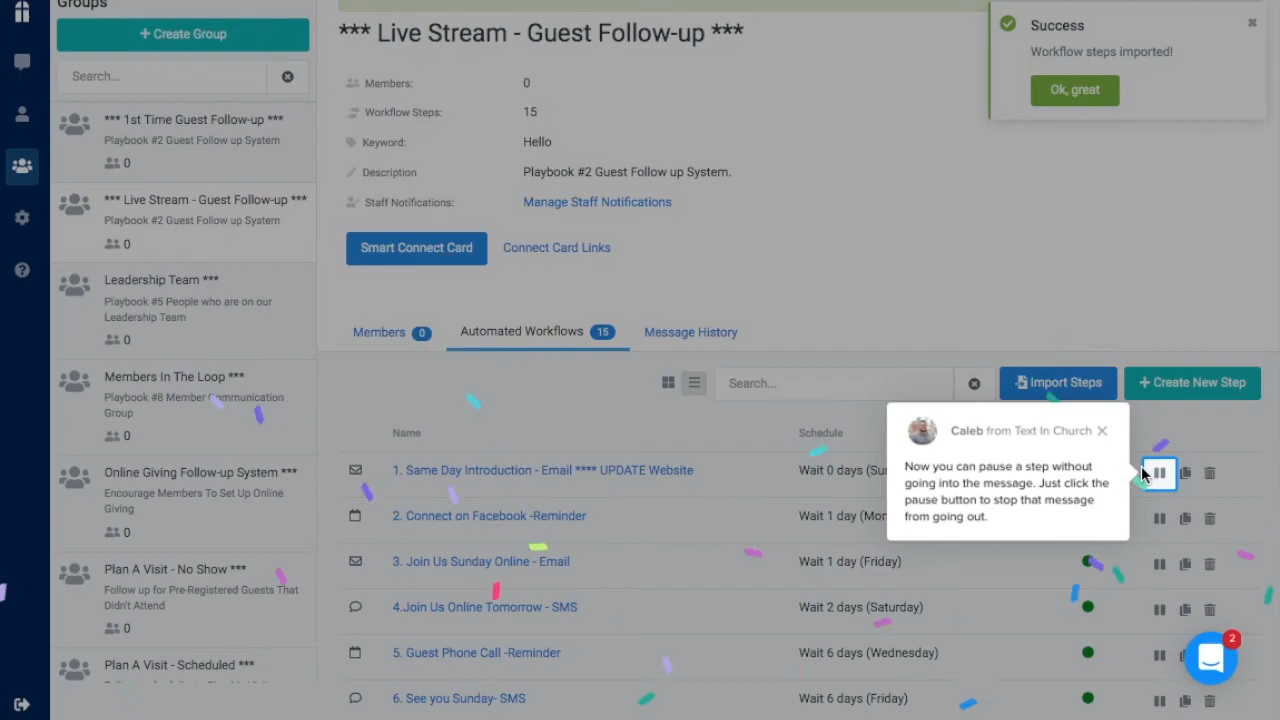 Groups
+ Create Group
Search...
*** 1st Time Guest Follow-up ***
Playbook #2 Guest Follow up System
0
*** Live Stream - Guest Follow-up ***
Playbook #2 Guest Follow up System
0
Leadership Team ***
Playbook #5 People who are on our
Leadership Team
0
Members In The Loop ***
Playbook #8 Member Communication
Group
0
Online Giving Follow-up System ***
Encourage Members To Set Up Online
Giving
0
Plan A Visit - No Show ***
Follow up for Pre-Registered Guests That
Didn't Attend
0
Plan A Visit - Scheduled ***
*** Live Stream - Guest Follow-up ***
Members: 0
Workflow Steps: 15
Keyword: Hello
Description Playbook #2 Guest Follow up System.
Staff Notifications: Manage Staff Notifications
Smart Connect Card Connect Card Links
Success
Workflow steps imported!
Ok, great
Members 0 Automated Workflows 15 Message History
Search... Import Steps + Create New Step
Name Schedule
1. Same Day Introduction - Email **** UPDATE Website Wait 0 days (Sun
2. Connect on Facebook -Reminder Wait 1 day (Mon
3. Join Us Sunday Online - Email Wait 1 day (Friday)
4.Join Us Online Tomorrow - SMS Wait 2 days (Saturday)
5. Guest Phone Call -Reminder Wait 6 days (Wednesday)
6. See you Sunday- SMS Wait 6 days (Friday)
Caleb from Text In Church
Now you can pause a step without
going into the message. Just click the
pause button to stop that message
from going out.
2